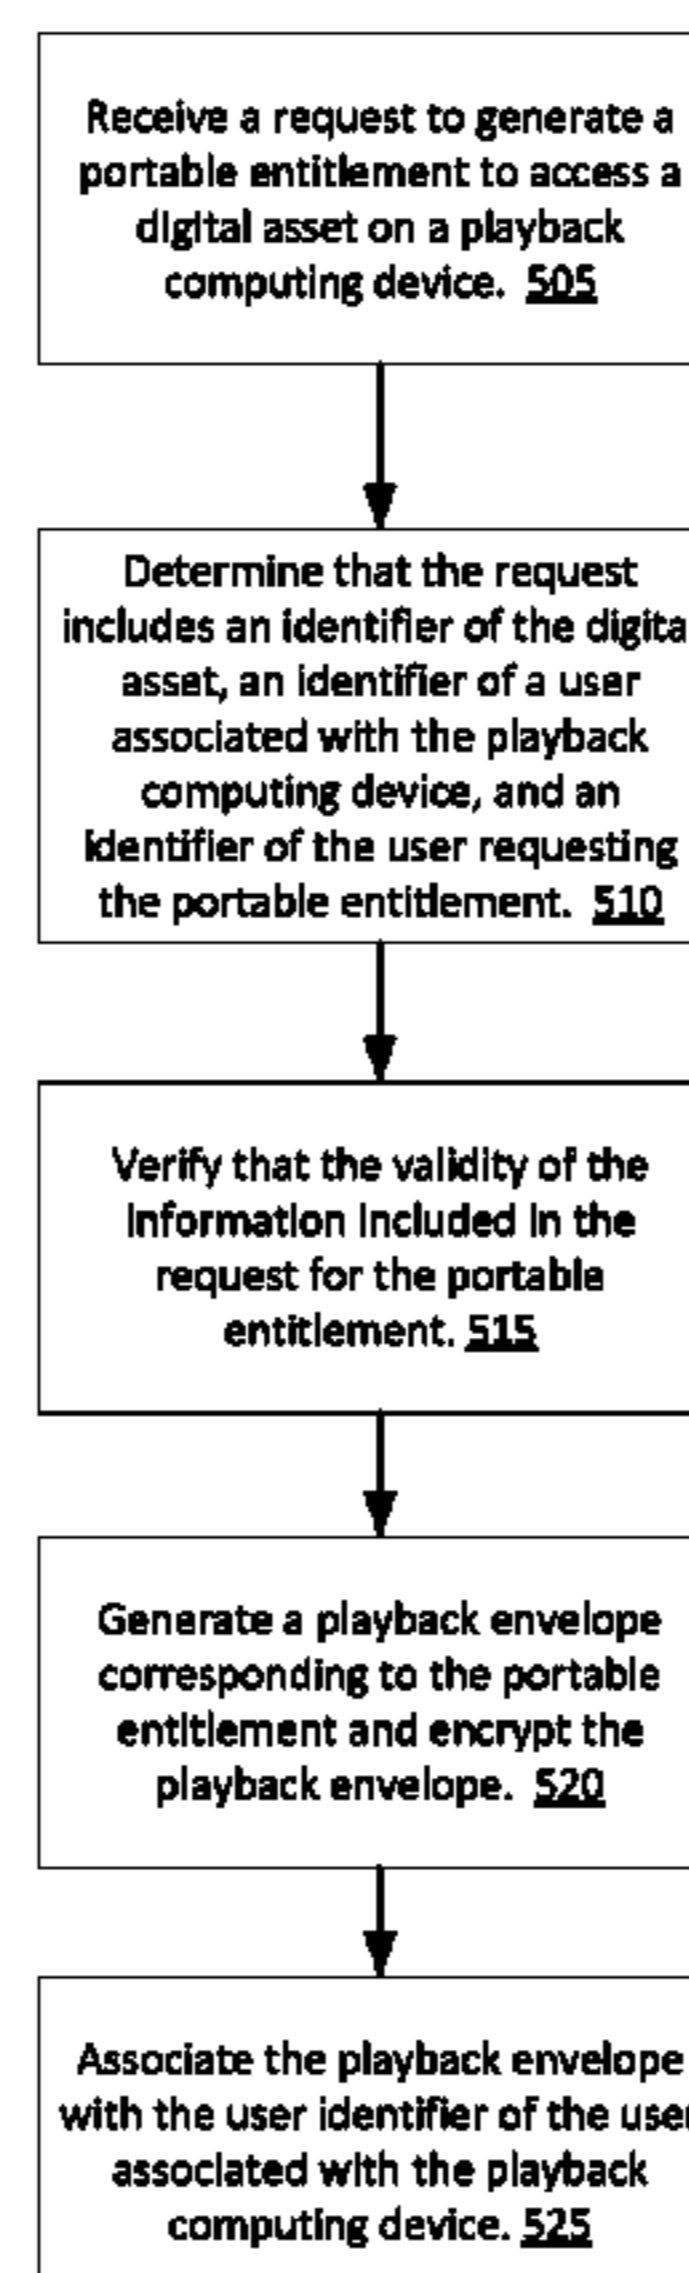 Receive a request to generate a
portable entitlement to access a
digital asset on a playback
computing device. 505
Determine that the request
includes an identifier of the digita
asset, an identifier of a user
associated with the playback
computing device, and an
identifier of the user requesting
the portable entitlement. 510
Verify that the validity of the
information included in the
request for the portable
entitlement. 515
Generate a playback envelope
corresponding to the portable
entitlement and encrypt the
playback envelope. 520
Associate the playback envelope
with the user identifier of the user
associated with the playback
computing device. 525